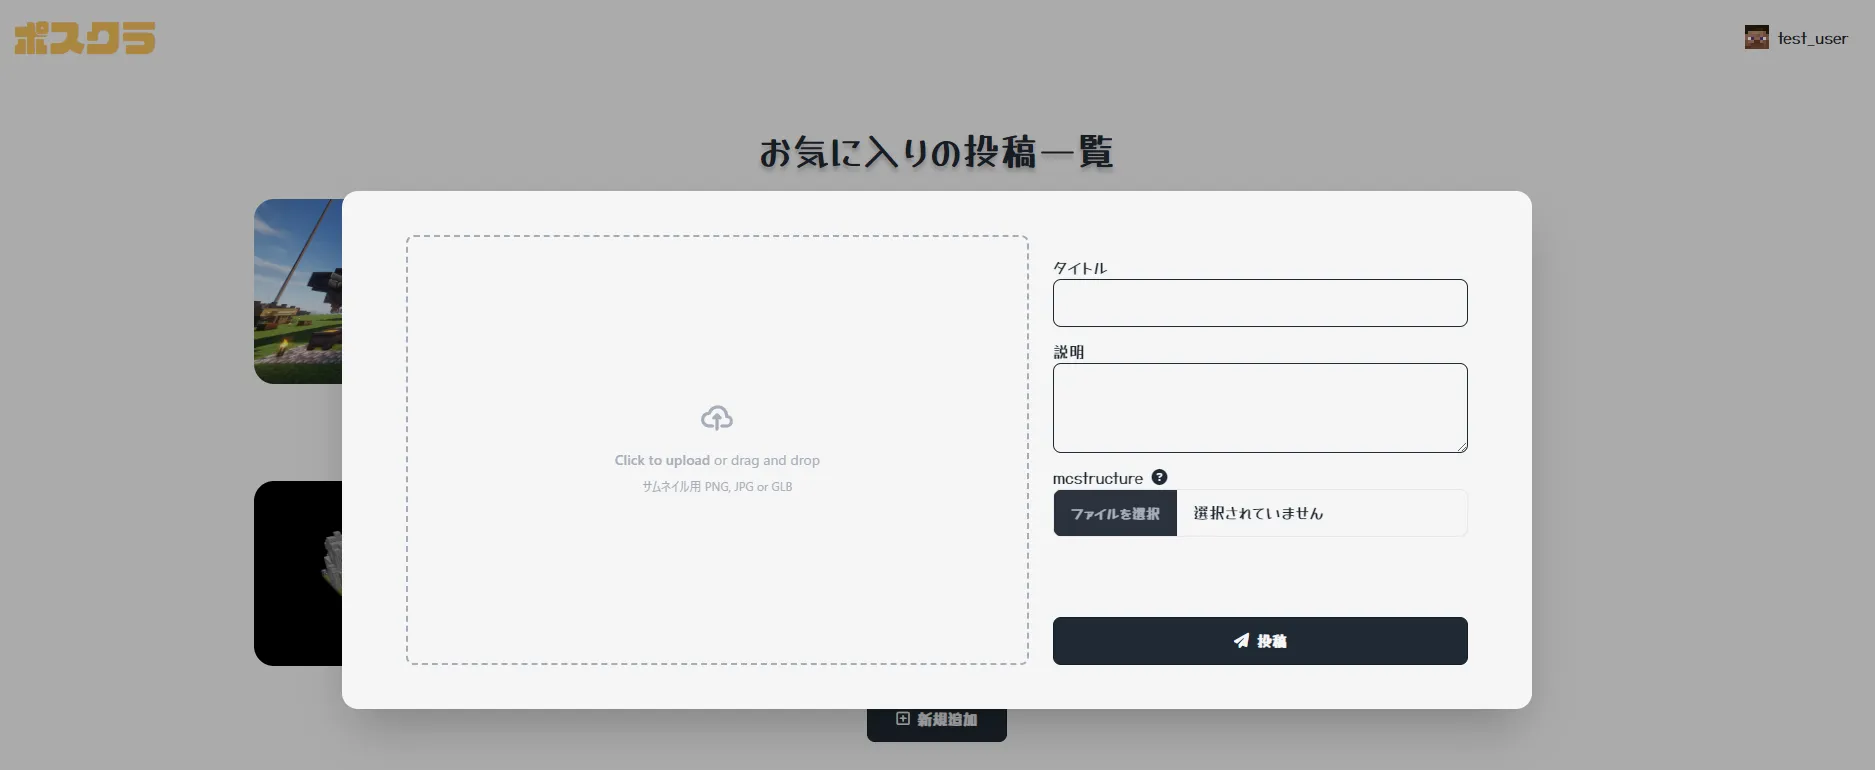 ポスクラ
test_user
お気に入りの投稿一覧
タイトル
説明
Click to upload or drag and drop
サムネイル用 PNG, JPG or GLB
mcstructure
ファイルを選択 選択されていません
投稿
新規追加